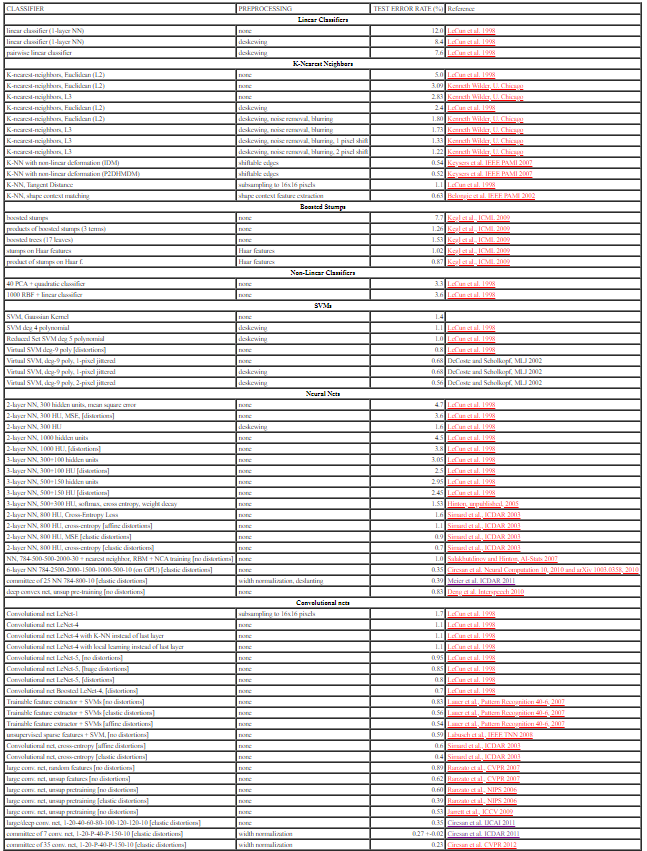 CLASSIFIER PREPROCESSING TEST ERROR RATE (%) Reference
Linear Classifiers
linear classifier (1-layer NN) none 12.0 LeCun et al. 1998
linear classifier (1-layer NN) deskewing 8.4 LeCun et al. 1998
pairwise linear classifier deskewing 7.6 LeCun et al. 1998
K-Nearest Neighbors
K-nearest-neighbors, Euclidean (L2) none 5.0 LeCun et al. 1998
K-nearest-neighbors, Euclidean (L2) none 3.09 Kenneth Wilder, U. Chicago
K-nearest-neighbors, L3 none 2.83 Kenneth Wilder, U. Chicago
K-nearest-neighbors, Euclidean (L2) deskewing 2.4 LeCun et al. 1998
K-nearest-neighbors, Euclidean (L2) deskewing, noise removal, blurring 1.80 Kenneth Wilder, U. Chicago
K-nearest-neighbors, L3 deskewing, noise removal, blurring 1.73 Kenneth Wilder, U. Chicago
K-nearest-neighbors, L3 deskewing, noise removal, blurring, 1 pixel shift 1.33 Kenneth Wilder, U. Chicago
K-nearest-neighbors, L3 deskewing, noise removal, blurring, 2 pixel shift 1.22 Kenneth Wilder, U. Chicago
K-NN with non-linear deformation (IDM) shiftable edges 0.54 Keysers et al. IEEE PAMI 2007
K-NN with non-linear deformation (P2DHMDM) shiftable edges 0.52 Keysers et al. IEEE PAMI 2007
K-NN, Tangent Distance subsampling to 16x16 pixels 1.1 LeCun et al. 1998
K-NN, shape context matching shape context feature extraction 0.63 Belongie et al. IEEE PAMI 2002
Boosted Stumps
boosted stumps none 7.7 Kegl et al., ICML 2009
products of boosted stumps (3 terms) none 1.26 Kegl et al., ICML 2009
boosted trees (17 leaves) none 1.53 Kegl et al., ICML 2009
stumps on Haar features Haar features 1.02 Kegl et al., ICML 2009
product of stumps on Haar f. Haar features 0.87 Kegl et al., ICML 2009
Non-Linear Classifiers
40 PCA + quadratic classifier none 3.3 LeCun et al. 1998
1000 RBF + linear classifier none 3.6 LeCun et al. 1998
SVMs
SVM, Gaussian Kernel none 1.4
SVM deg 4 polynomial deskewing 1.1 LeCun et al. 1998
Reduced Set SVM deg 5 polynomial deskewing 1.0 LeCun et al. 1998
Virtual SVM deg-9 poly [distortions] none 0.8 LeCun et al. 1998
Virtual SVM, deg-9 poly, 1-pixel jittered none 0.68 DeCoste and Scholkopf, MLJ 2002
Virtual SVM, deg-9 poly, 1-pixel jittered deskewing 0.68 DeCoste and Scholkopf, MLJ 2002
Virtual SVM, deg-9 poly, 2-pixel jittered deskewing 0.56 DeCoste and Scholkopf, MLJ 2002
Neural Nets
2-layer NN, 300 hidden units, mean square error none 4.7 LeCun et al. 1998
2-layer NN, 300 HU, MSE, [distortions] none 3.6 LeCun et al. 1998
2-layer NN, 300 HU deskewing 1.6 LeCun et al. 1998
2-layer NN, 1000 hidden units none 4.5 LeCun et al. 1998
2-layer NN, 1000 HU, [distortions] none 3.8 LeCun et al. 1998
3-layer NN, 300+100 hidden units none 3.05 LeCun et al. 1998
3-layer NN, 300+100 HU [distortions] none 2.5 LeCun et al. 1998
3-layer NN, 500+150 hidden units none 2.95 LeCun et al. 1998
3-layer NN, 500+150 HU [distortions] none 2.45 LeCun et al. 1998
3-layer NN, 500+300 HU, softmax, cross entropy, weight decay none 1.53 Hinton, unpublished, 2005
2-layer NN, 800 HU, Cross-Entropy Loss none 1.6 Simard et al., ICDAR 2003
2-layer NN, 800 HU, cross-entropy [affine distortions] none 1.1 Simard et al., ICDAR 2003
2-layer NN, 800 HU, MSE [elastic distortions] none 0.9 Simard et al., ICDAR 2003
2-layer NN, 800 HU, cross-entropy [elastic distortions] none 0.7 Simard et al., ICDAR 2003
NN, 784-500-500-2000-30 + nearest neighbor, RBM + NCA training [no distortions] none 1.0 Salakhutdinov and Hinton, AI-Stats 2007
6-layer NN 784-2500-2000-1500-1000-500-10 (on GPU) [elastic distortions] none 0.35 Ciresan et al. Neural Computation 10, 2010 and arXiv 1003.0358, 2010
committee of 25 NN 784-800-10 [elastic distortions] width normalization, deslanting 0.39 Meier et al. ICDAR 2011
deep convex net, unsup pre-training [no distortions] none 0.83 Deng et al. Interspeech 2010
Convolutional nets
Convolutional net LeNet-1 subsampling to 16x16 pixels 1.7 LeCun et al. 1998
Convolutional net LeNet-4 none 1.1 LeCun et al. 1998
Convolutional net LeNet-4 with K-NN instead of last layer none 1.1 LeCun et al. 1998
Convolutional net LeNet-4 with local learning instead of last layer none 1.1 LeCun et al. 1998
Convolutional net LeNet-5, [no distortions] none 0.95 LeCun et al. 1998
Convolutional net LeNet-5, [huge distortions] none 0.85 LeCun et al. 1998
Convolutional net LeNet-5, [distortions] none 0.8 LeCun et al. 1998
Convolutional net Boosted LeNet-4, [distortions] none 0.7 LeCun et al. 1998
Trainable feature extractor + SVMs [no distortions] none 0.83 Lauer et al., Pattern Recognition 40-6, 2007
Trainable feature extractor + SVMs [elastic distortions] none 0.56 Lauer et al., Pattern Recognition 40-6, 2007
Trainable feature extractor + SVMs [affine distortions] none 0.54 Lauer et al., Pattern Recognition 40-6, 2007
unsupervised sparse features + SVM, [no distortions] none 0.59 Labusch et al., IEEE TNN 2008
Convolutional net, cross-entropy [affine distortions] none 0.6 Simard et al., ICDAR 2003
Convolutional net, cross-entropy [elastic distortions] none 0.4 Simard et al., ICDAR 2003
large conv. net, random features [no distortions] none 0.89 Ranzato et al., CVPR 2007
large conv. net, unsup features [no distortions] none 0.62 Ranzato et al., CVPR 2007
large conv. net, unsup pretraining [no distortions] none 0.60 Ranzato et al., NIPS 2006
large conv. net, unsup pretraining [elastic distortions] none 0.39 Ranzato et al., NIPS 2006
large conv. net, unsup pretraining [no distortions] none 0.53 Jarrett et al., ICCV 2009
large/deep conv. net, 1-20-40-60-80-100-120-120-10 [elastic distortions] none 0.35 Ciresan et al. IJCAI 2011
committee of 7 conv. net, 1-20-P-40-P-150-10 [elastic distortions] width normalization 0.27 +-0.02 Ciresan et al. ICDAR 2011
committee of 35 conv. net, 1-20-P-40-P-150-10 [elastic distortions] width normalization 0.23 Ciresan et al. CVPR 2012